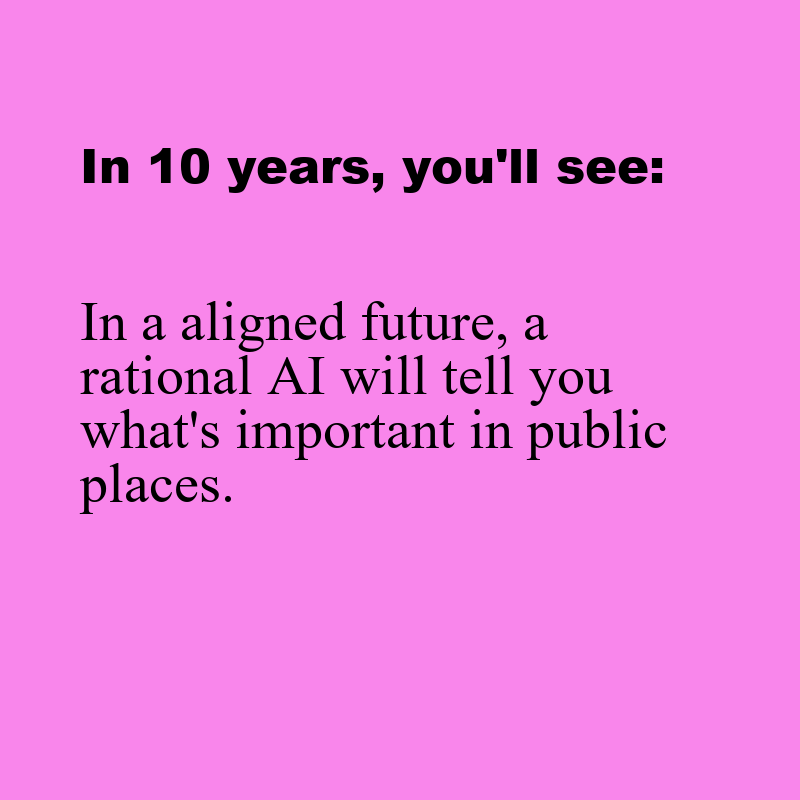 In 10 years, you'll see:
In a aligned future, a
rational AI will tell you
what's important in public
places.